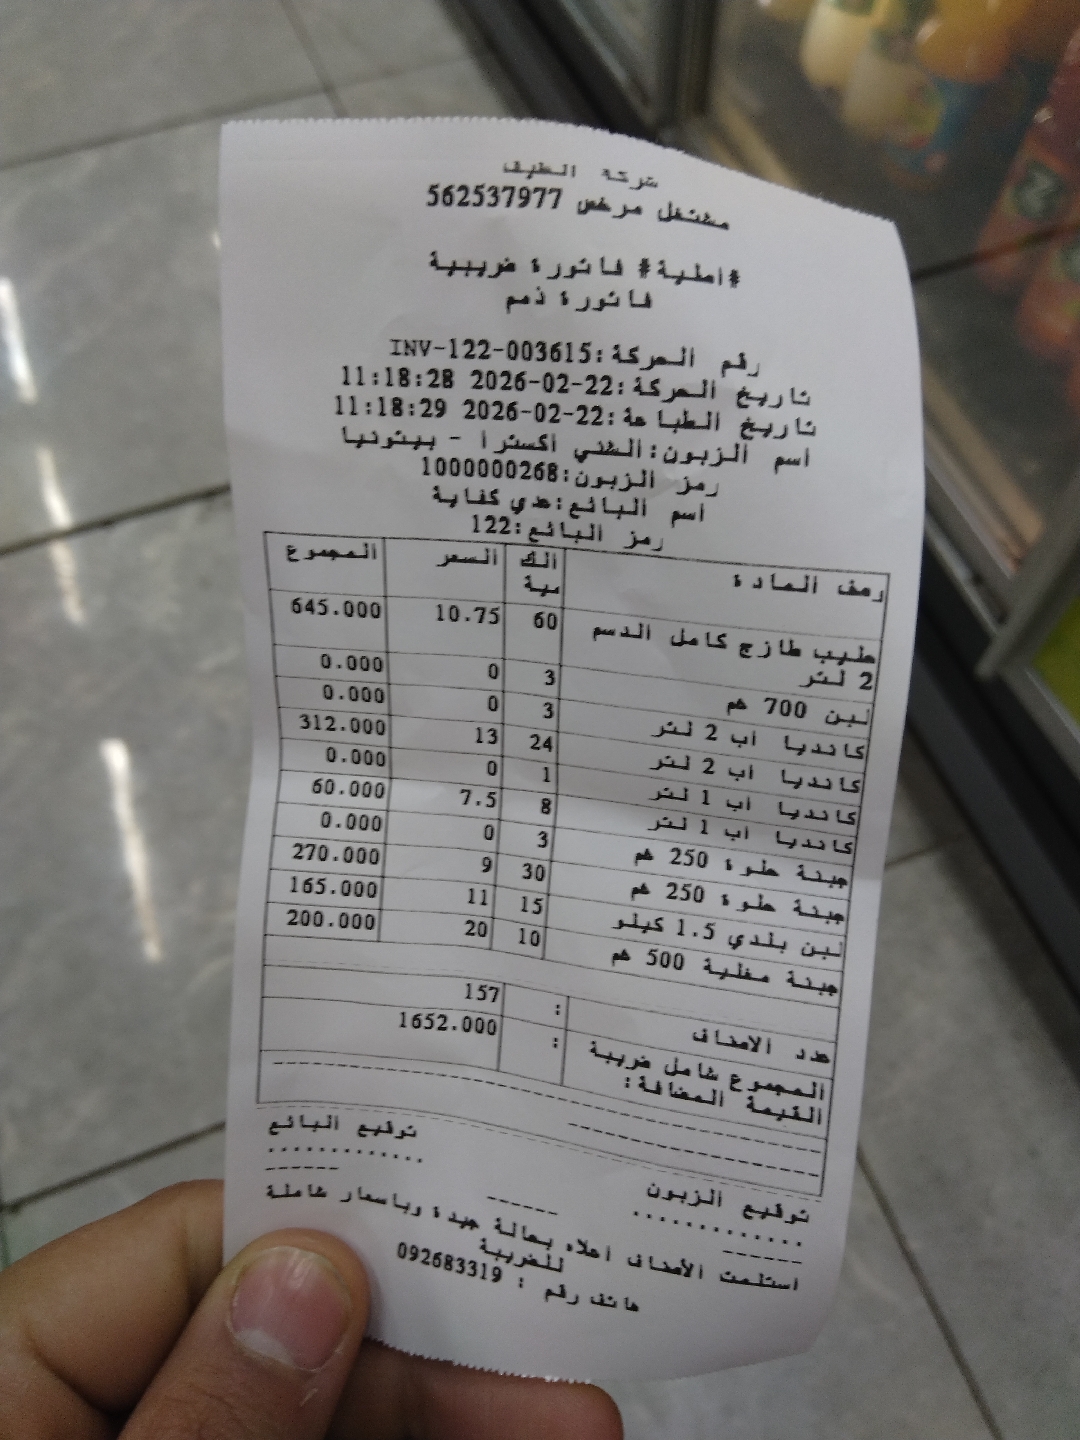 شركة الطيف
مشتغل مرخص 562537977
#اصلية# فاتورة ضريبية
فاتورة ذمم
رقم الحركة:INV-122-003615
تاريخ الحركة:22-02-2026 11:18:28
تاريخ الطباعة:22-02-2026 11:18:29
اسم الزبون:الشني أكسترا - بيتونيا
رمز الزبون:1000000268
اسم البائع:عدي كفاية
رمز البائع:122
وصف المادة الكمية السعر المجموع
حليب طازج كامل الدسم 2 لتر 60 10.75 645.000
لبن 700 غم 3 0 0.000
كانديا اب 2 لتر 3 0 0.000
كانديا اب 2 لتر 24 13 312.000
كانديا اب 1 لتر 1 0 0.000
كانديا اب 1 لتر 8 7.5 60.000
جبنة حلوة 250 غم 3 0 0.000
جبنة حلوة 250 غم 30 9 270.000
لبن بلدي 1.5 كيلو 15 11 165.000
جبنة مغلية 500 غم 10 20 200.000
عدد الاصناف : 157
المجموع شامل ضريبة القيمة المضافة: : 1652.000
توقيع البائع
.............
توقيع الزبون
.............
استلمت الأصناف اعلاه بحالة جيدة وباسعار شاملة
للضريبة
هاتف رقم : 092683319